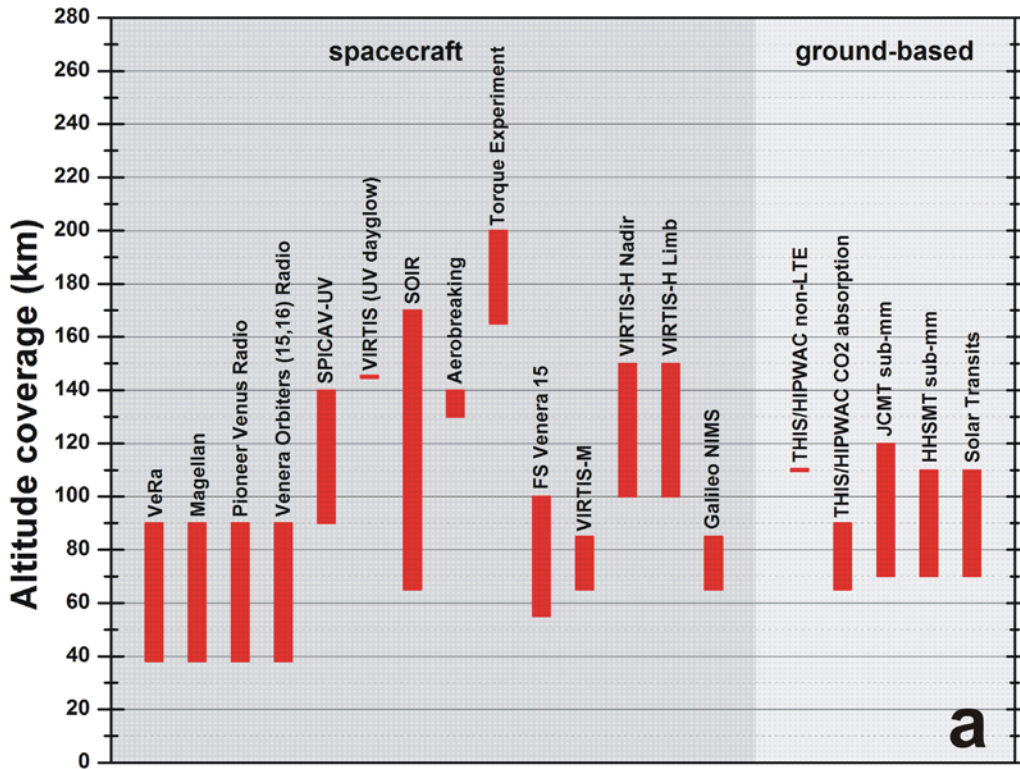 spacecraft
ground-based
Altitude coverage (km)
280
260
240
220
200
180
160
140
120
100
80
60
40
20
0
VeRa
Magellan
Pioneer Venus Radio
Venera Orbiters (15,16) Radio
SPICAV-UV
VIRTIS (UV dayglow)
SOIR
Aerobreaking
Torque Experiment
FS Venera 15
VIRTIS-M
VIRTIS-H Nadir
VIRTIS-H Limb
Galileo NIMS
THIS/HIPWAC non-LTE
THIS/HIPWAC CO2 absorption
JCMT sub-mm
HHSMT sub-mm
Solar Transits
a